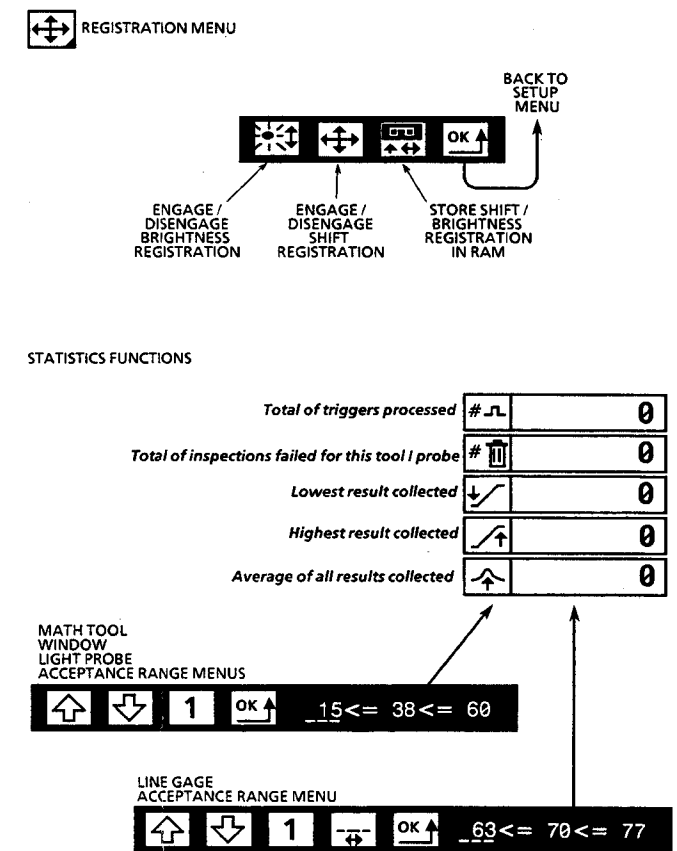 REGISTRATION MENU
BACK TO
SETUP
MENU
OK
ENGAGE /
DISENGAGE
BRIGHTNESS
REGISTRATION
ENGAGE /
DISENGAGE
SHIFT
REGISTRATION
STORE SHIFT /
BRIGHTNESS
REGISTRATION
IN RAM
STATISTICS FUNCTIONS
Total of triggers processed # 0
Total of inspections failed for this tool / probe # 0
Lowest result collected 0
Highest result collected 0
Average of all results collected 0
MATH TOOL
WINDOW
LIGHT PROBE
ACCEPTANCE RANGE MENUS
1 OK 15<= 38<= 60
LINE GAGE
ACCEPTANCE RANGE MENU
1 OK 63<= 70<= 77